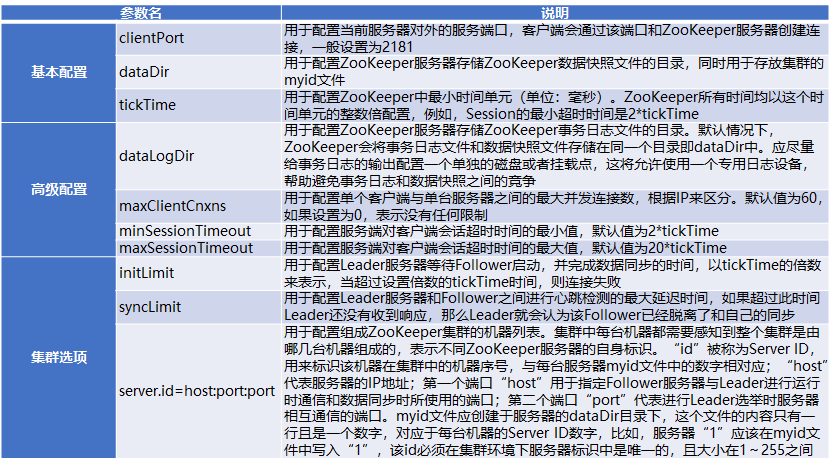 参数名 说明
基本配置
clientPort
用于配置当前服务器对外的服务端口，客户端会通过该端口和ZooKeeper服务器创建连
接，一般设置为2181
dataDir
用于配置ZooKeeper服务器存储ZooKeeper数据快照文件的目录，同时用于存放集群的
myid文件
tickTime
用于配置ZooKeeper中最小时间单元（单位：毫秒）。ZooKeeper所有时间均以这个时
间单元的整数倍配置，例如，Session的最小超时时间是2*tickTime
高级配置
dataLogDir
用于配置ZooKeeper服务器存储ZooKeeper事务日志文件的目录。默认情况下，
ZooKeeper会将事务日志文件和数据快照文件存储在同一个目录即dataDir中。应尽量
给事务日志的输出配置一个单独的磁盘或者挂载点，这将允许使用一个专用日志设备，
帮助避免事务日志和数据快照之间的竞争
maxClientCnxns
用于配置单个客户端与单台服务器之间的最大并发连接数，根据IP来区分。默认值为60，
如果设置为0，表示没有任何限制
minSessionTimeout
用于配置服务端对客户端会话超时时间的最小值，默认值为2*tickTime
maxSessionTimeout
用于配置服务端对客户端会话超时时间的最大值，默认值为20*tickTime
集群选项
initLimit
用于配置Leader服务器等待Follower启动，并完成数据同步的时间，以tickTime的倍数
来表示，当超过设置倍数的tickTime时间，则连接失败
syncLimit
用于配置Leader服务器和Follower之间进行心跳检测的最大延迟时间，如果超过此时间
Leader还没有收到响应，那么Leader就会认为该Follower已经脱离了和自己的同步
server.id=host:port:port
用于配置组成ZooKeeper集群的机器列表。集群中每台机器都需要感知到整个集群是由
哪几台机器组成的，表示不同ZooKeeper服务器的自身标识。“id”被称为Server ID，
用来标识该机器在集群中的机器序号，与每台服务器myid文件中的数字相对应；“host”
代表服务器的IP地址；第一个端口“host”用于指定Follower服务器与Leader进行运行
时通信和数据同步时所使用的端口；第二个端口“port”代表进行Leader选举时服务器
相互通信的端口。myid文件应创建于服务器的dataDir目录下，这个文件的内容只有一
行且是一个数字，对应于每台机器的Server ID数字，比如，服务器“1”应该在myid文
件中写入“1”，该id必须在集群环境下服务器标识中是唯一的，且大小在1～255之间